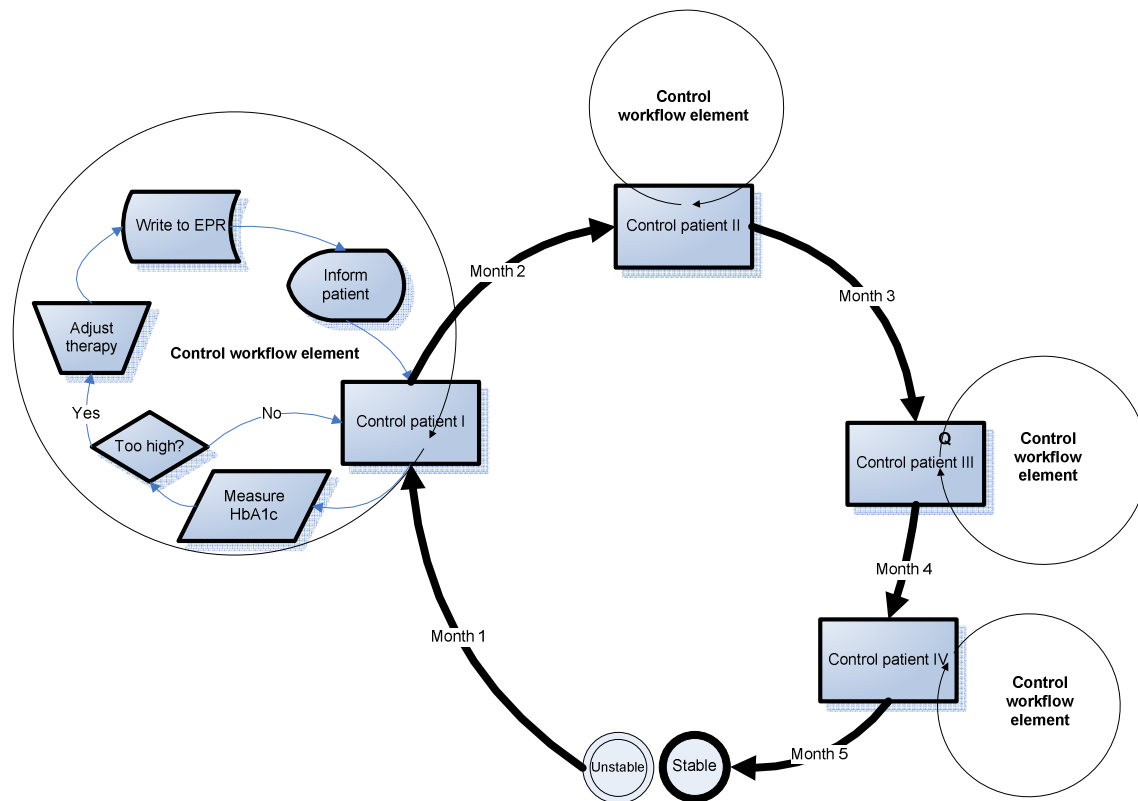 Control
workflow element
Write to EPR
Control patient II
Inform
patient
Month 2
Month 3
Adjust
therapy
Control workflow element
Yes
No
Control patient I
Too high?
Q
Control patient III
Control
workflow
element
Measure
HbA1c
Month 4
Month 1
Control patient IV
Control
workflow
element
Month 5
Unstable
Stable